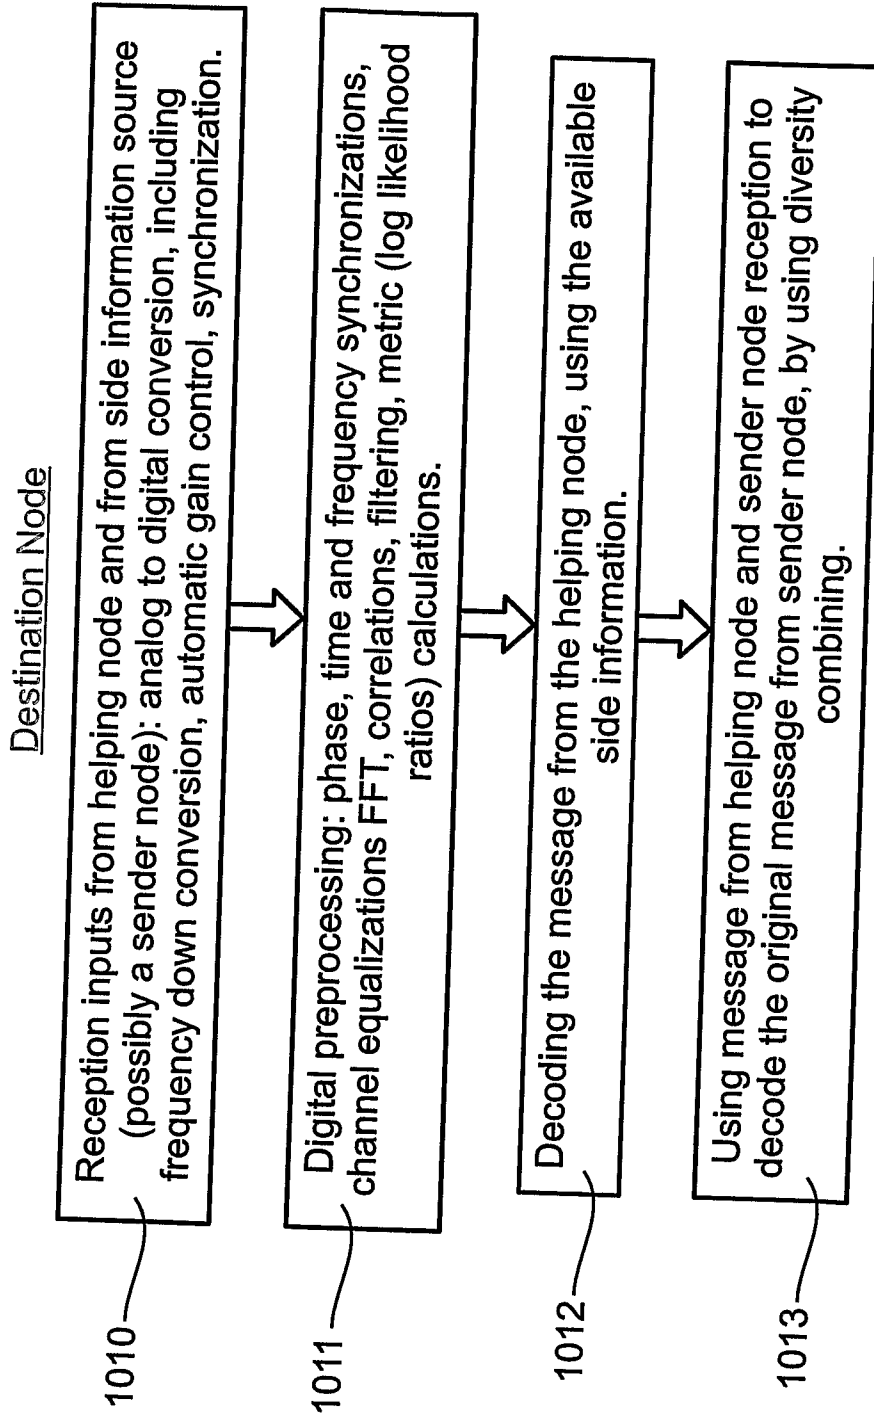 Destination Node
Reception inputs from helping node and from side information source
(possibly a sender node): analog to digital conversion, including
frequency down conversion, automatic gain control, synchronization.
1010
Digital preprocessing: phase, time and frequency synchronizations,
channel equalizations FFT, correlations, filtering, metric (log likelihood
ratios) calculations.
1011
Decoding the message from the helping node, using the available
side information.
1012
Using message from helping node and sender node reception to
decode the original message from sender node, by using diversity
combining.
1013